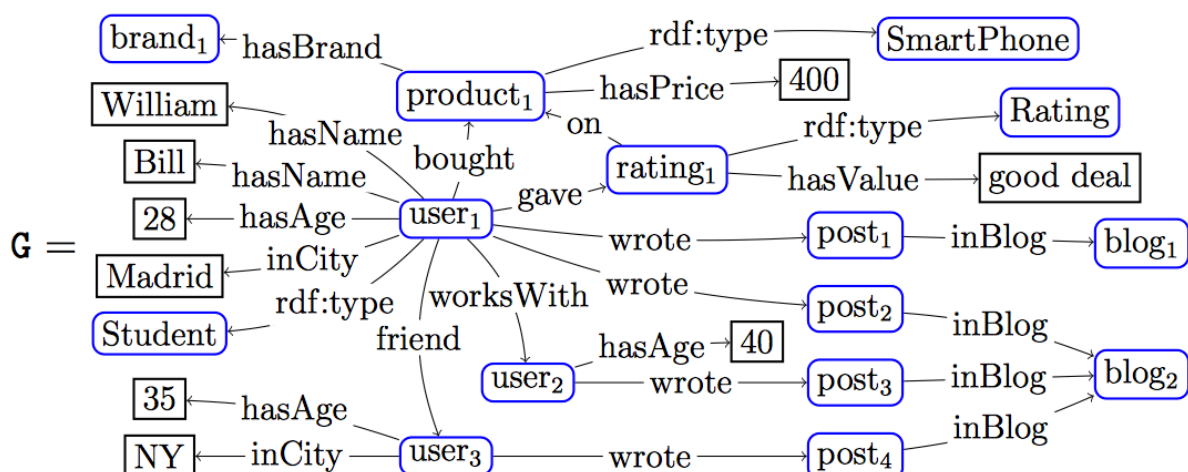 brand₁ hasBrand rdf:type SmartPhone
William product₁ hasPrice 400
hasName on rdf:type Rating
Bill hasName bought rating₁ hasValue good deal
28 hasAge user₁ gave
G = wrote post₁ inBlog blog₁
Madrid inCity
rdf:type worksWith wrote post₂ inBlog
Student friend hasAge 40
user₂ wrote post₃ inBlog blog₂
35 hasAge inBlog
NY inCity user₃ wrote post₄